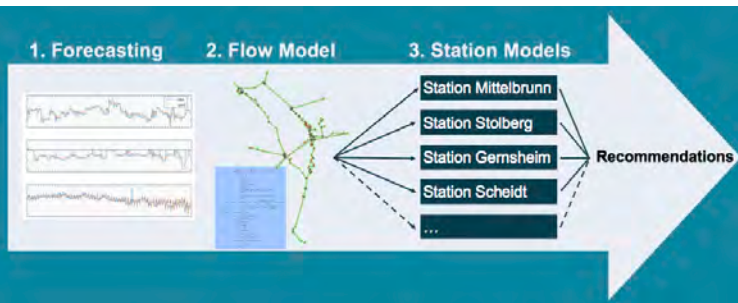 1. Forecasting
2. Flow Model
3. Station Models
Station Mittelbrunn
Station Stolberg
Station Gernsheim
Station Scheidt
...
Recommendations